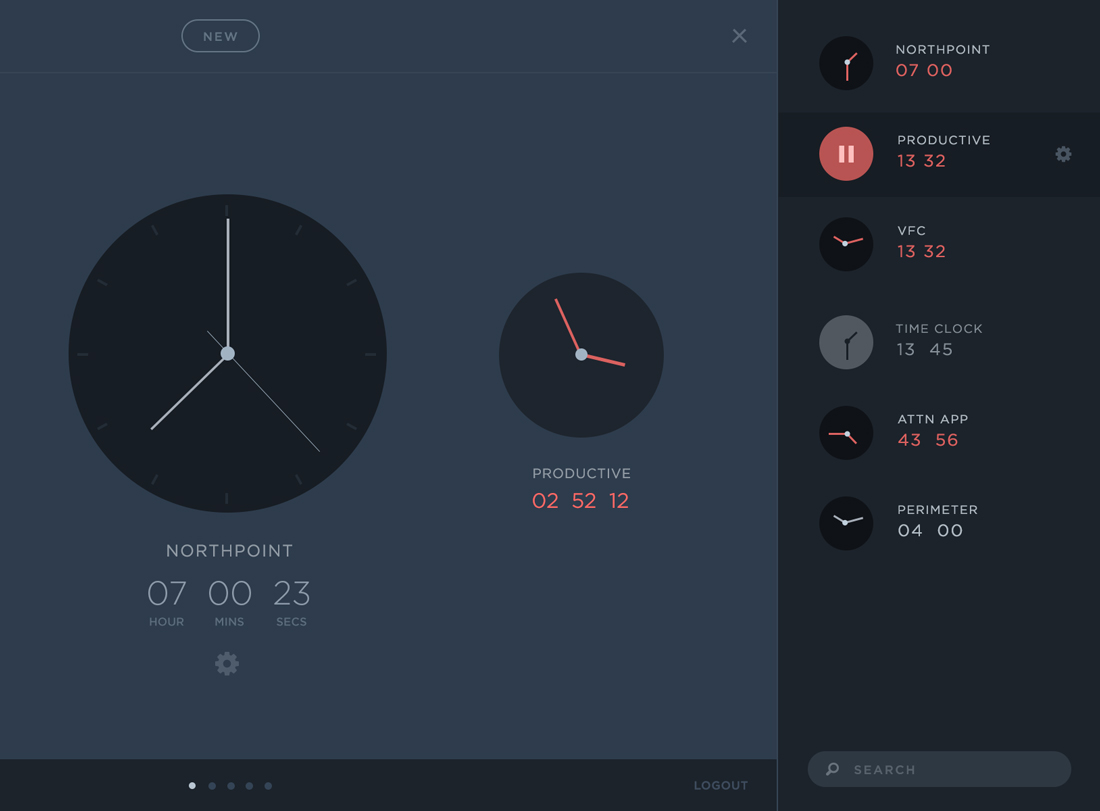 NEW
NORTHPOINT
07 00 23
HOUR MINS SECS
PRODUCTIVE
02 52 12
LOGOUT
NORTHPOINT
07 00
PRODUCTIVE
13 32
VFC
13 32
TIME CLOCK
13 45
ATTN APP
43 56
PERIMETER
04 00
SEARCH